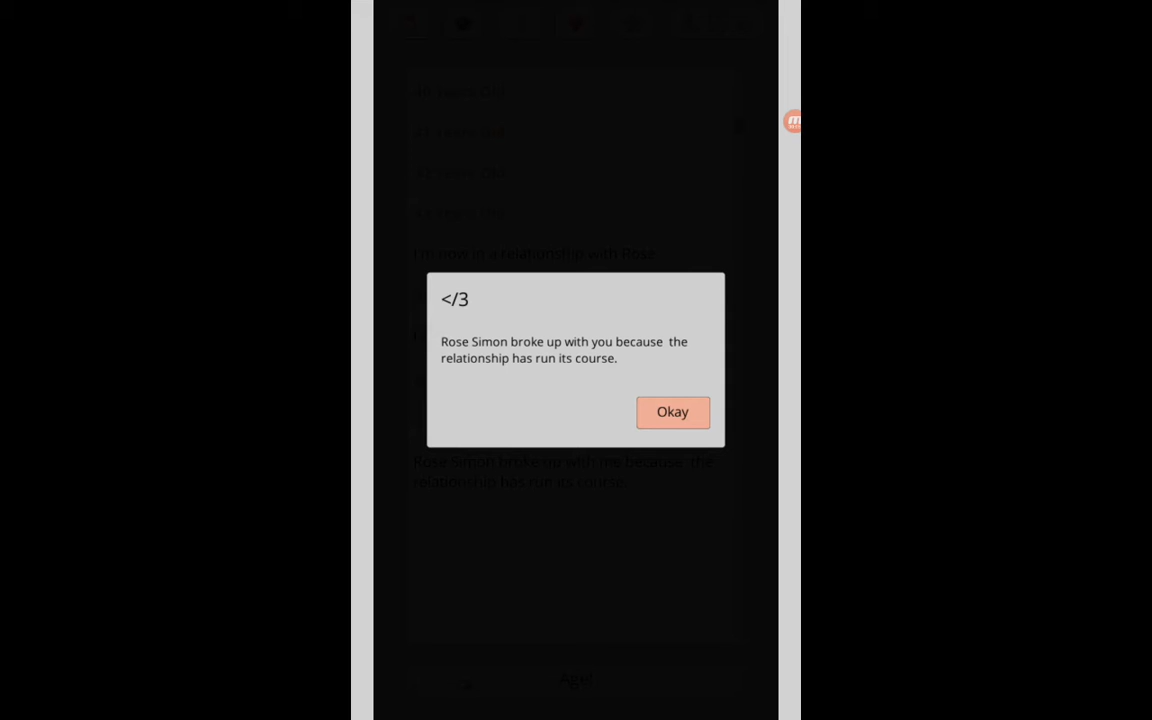 I'm now in a relationship with Rose
</3
Rose Simon broke up with you because  the
relationship has run its course.
Okay
Rose Simon broke up with me because  the
relationship has run its course.
Age!